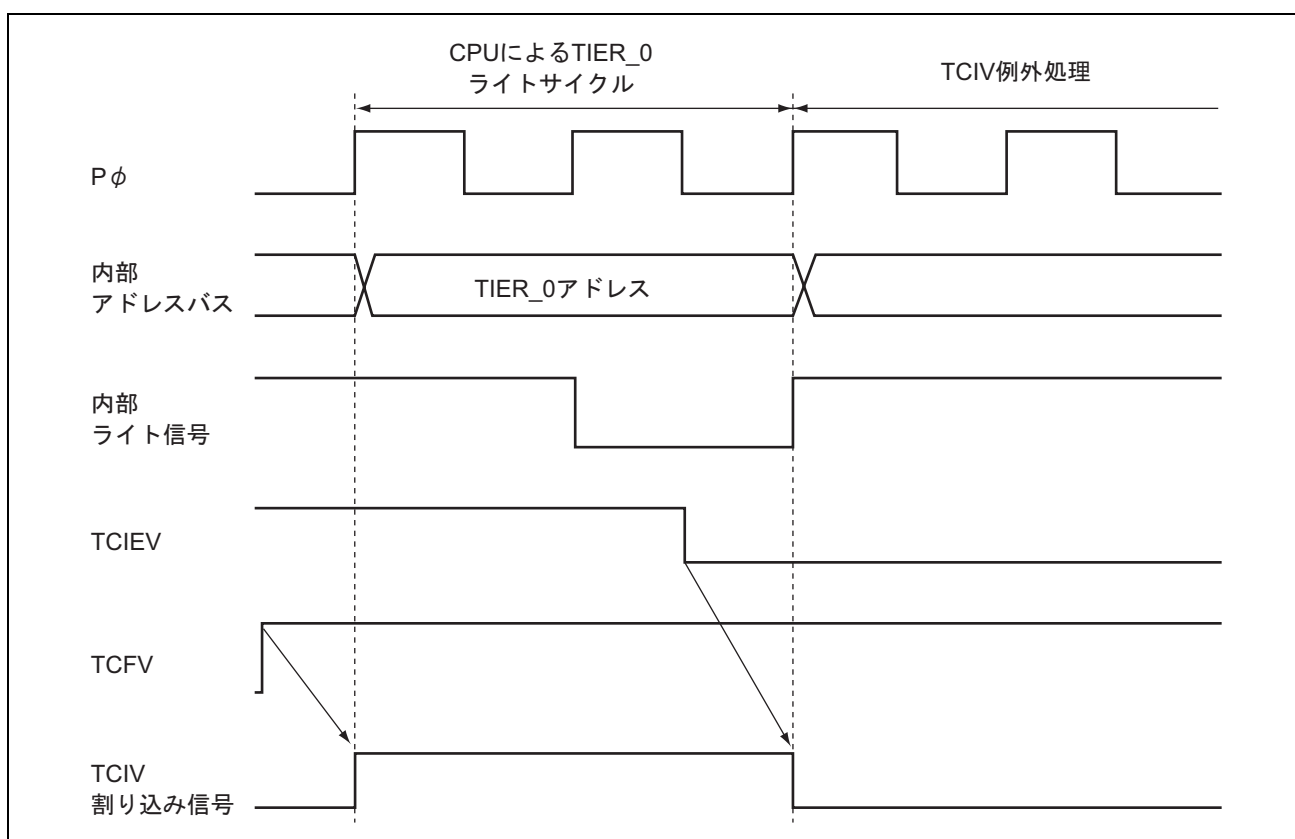 CPUによるTIER_0
ライトサイクル
TCIV例外処理
Pφ
内部
アドレスバス
TIER_0アドレス
内部
ライト信号
TCIEV
TCFV
TCIV
割り込み信号